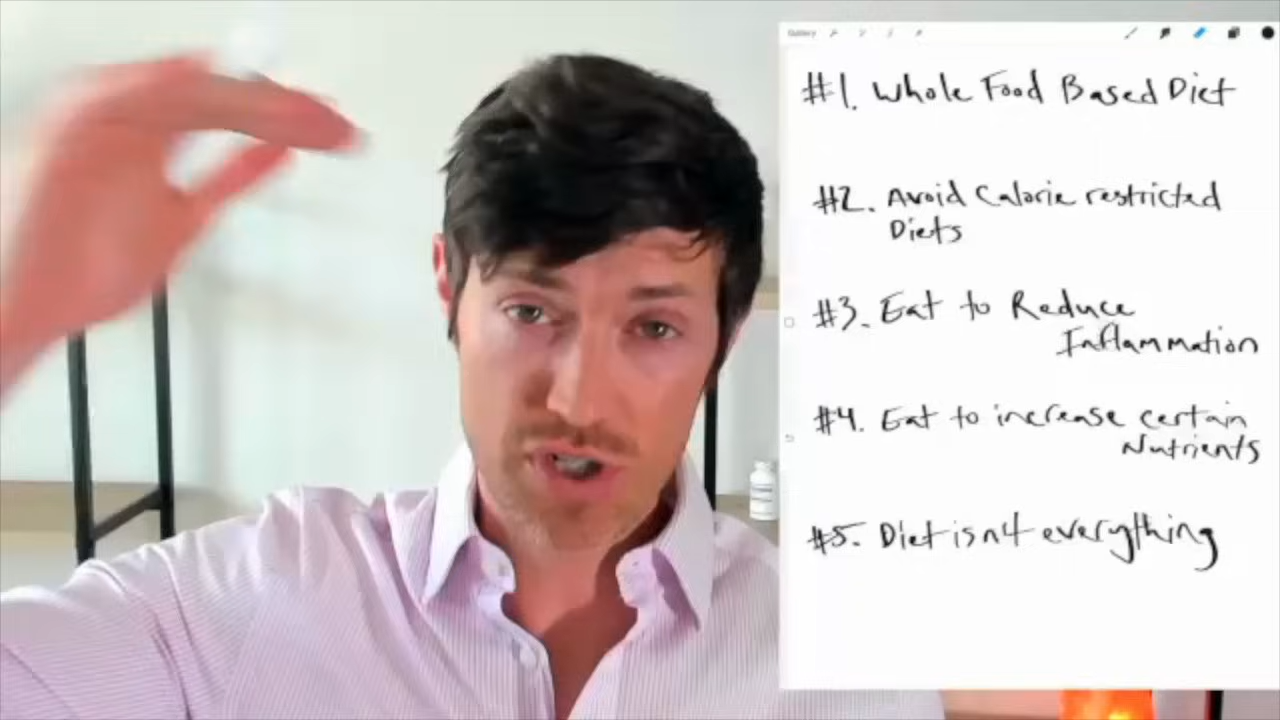 Gallery
#1. Whole Food Based Diet
#2. Avoid Calorie restricted
Diets
#3. Eat to Reduce
Inflammation
#4. Eat to increase certain
Nutrients
#5. Diet isn't everything